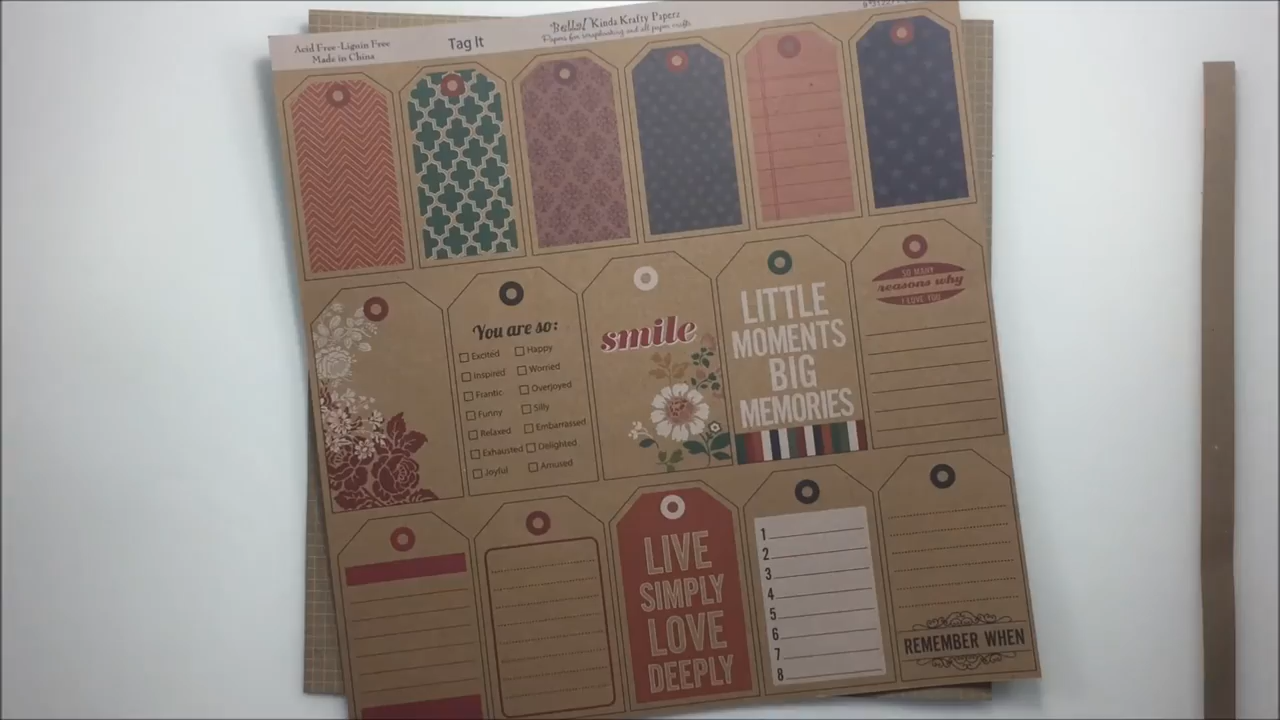 Acid Free-Lignin Free
Made in China
Tag It
Bella! Kinda Krafty Paperz
Papers for scrapbooking and all paper crafts
You are so:
Excited
Happy
Inspired
Worried
Frantic
Overjoyed
Funny
Silly
Relaxed
Embarrassed
Exhausted
Delighted
Joyful
Amused
smile
LITTLE
MOMENTS
BIG
MEMORIES
SO MANY
reasons why
I LOVE YOU
LIVE
SIMPLY
LOVE
DEEPLY
1
2
3
4
5
6
7
8
REMEMBER WHEN